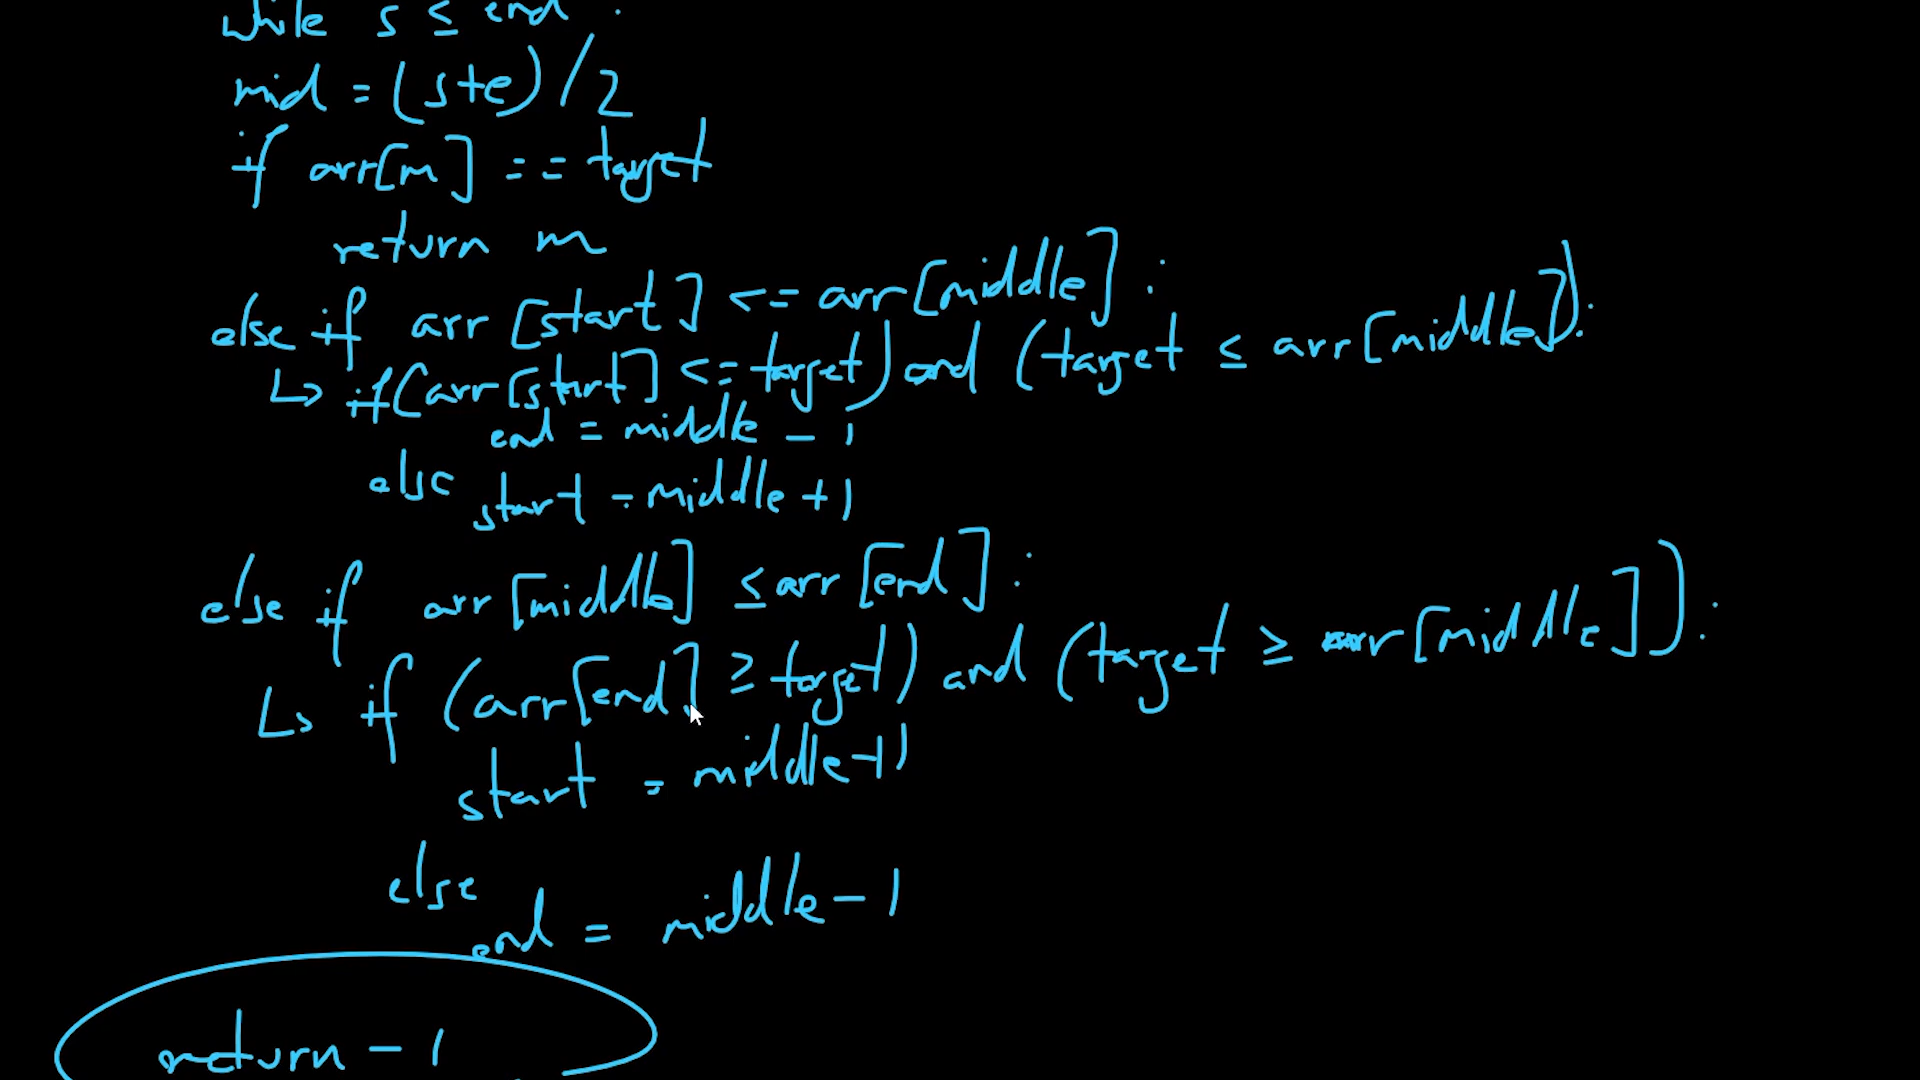 while s ≤ end :
mid = (s+e)/2
if arr[m] == target
return m
else if arr [start] <= arr[middle] :
↳ if(arr[start] <= target) and (target ≤ arr[middle]):
end = middle - 1
else start = middle + 1
else if arr [middle] ≤ arr [end] :
↳ if (arr[end] ≥ target) and (target ≥ arr[middle]) :
start = middle+1
else
end = middle - 1
return - 1